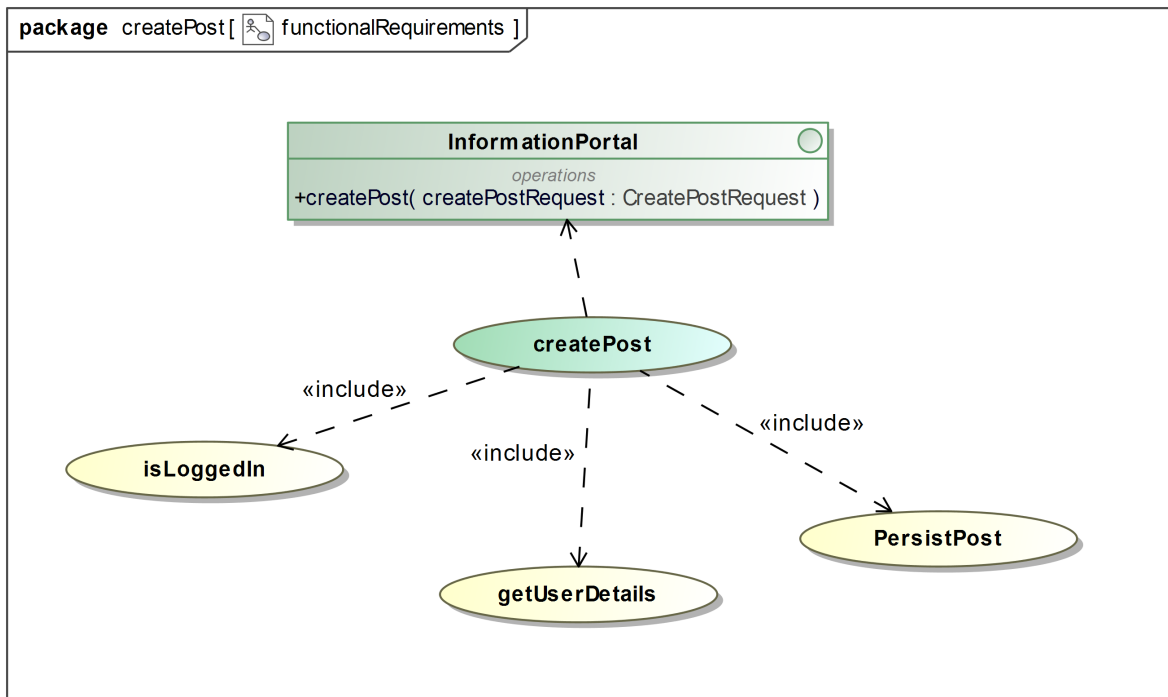 package createPost [ functionalRequirements ]
InformationPortal
operations
+createPost( createPostRequest : CreatePostRequest )
createPost
«include»
«include»
«include»
isLoggedIn
PersistPost
getUserDetails